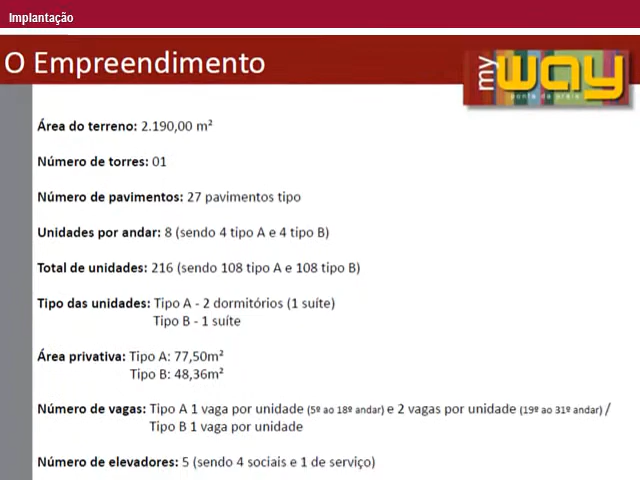 Implantação
O Empreendimento
my way
ponta da areia
Área do terreno: 2.190,00 m²
Número de torres: 01
Número de pavimentos: 27 pavimentos tipo
Unidades por andar: 8 (sendo 4 tipo A e 4 tipo B)
Total de unidades: 216 (sendo 108 tipo A e 108 tipo B)
Tipo das unidades: Tipo A - 2 dormitórios (1 suíte)
Tipo B - 1 suíte
Área privativa: Tipo A: 77,50m²
Tipo B: 48,36m²
Número de vagas: Tipo A 1 vaga por unidade (5º ao 18º andar) e 2 vagas por unidade (19º ao 31º andar) /
Tipo B 1 vaga por unidade
Número de elevadores: 5 (sendo 4 sociais e 1 de serviço)